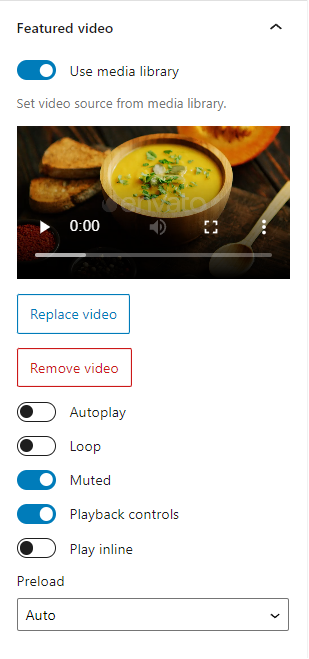 Featured video
Use media library
Set video source from media library.
envato
0:00
Replace video
Remove video
Autoplay
Loop
Muted
Playback controls
Play inline
Preload
Auto